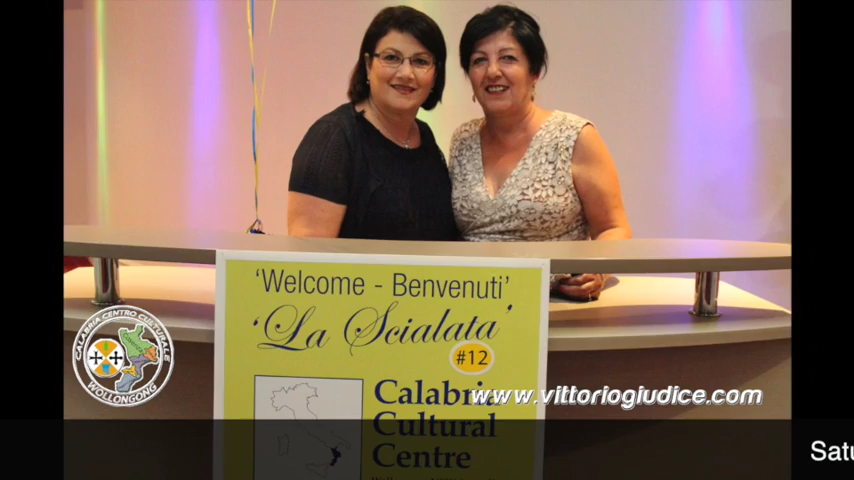 'Welcome - Benvenuti'
'La Scialata'
#12
CALABRIA CENTRO CULTURALE
WOLLONGONG
Calabria
Cultural
Centre
www.vittoriogiudice.com
Satu